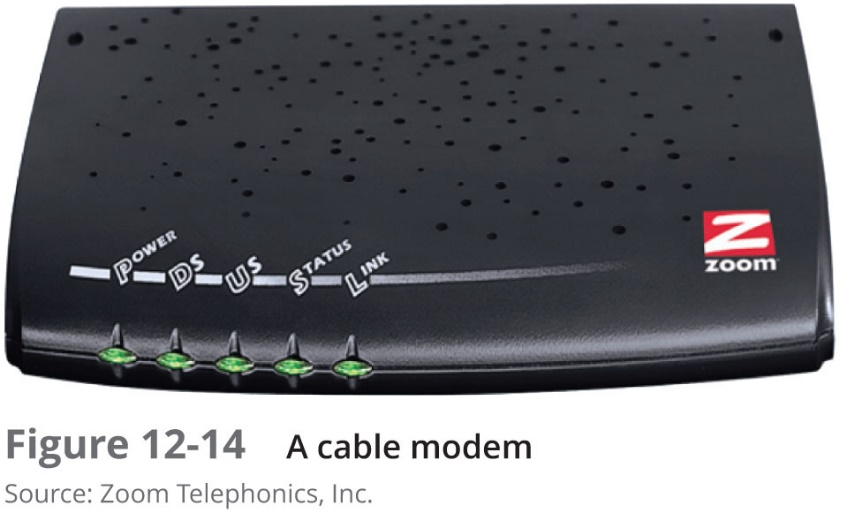 POWER DS US STATUS LINK
Z
zoom
Figure 12-14 A cable modem
Source: Zoom Telephonics, Inc.